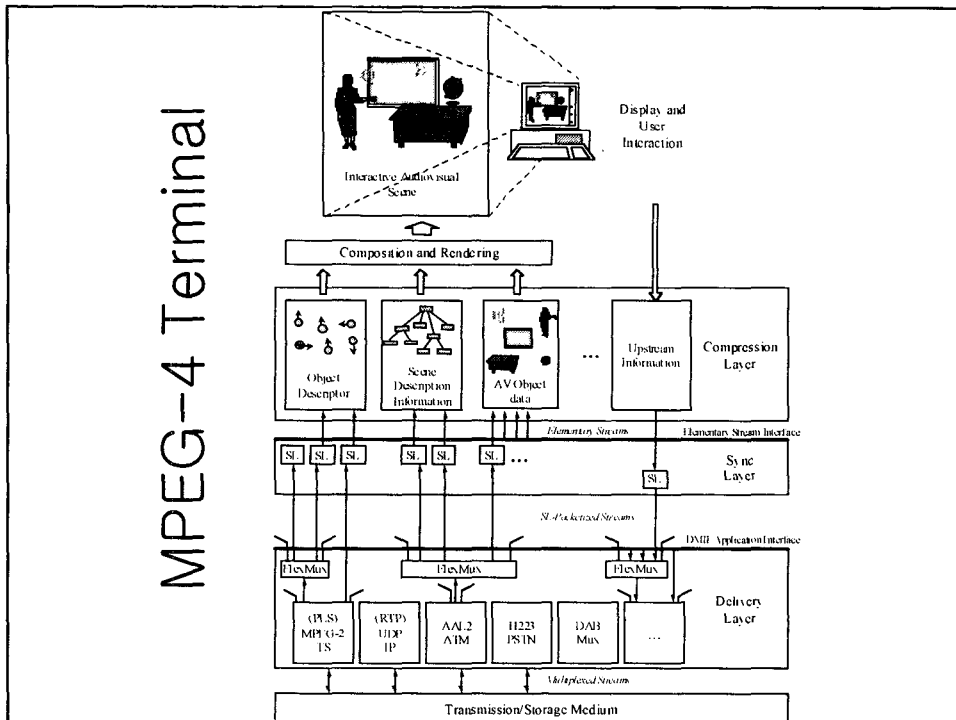 MPEG-4 Terminal
Display and
User
Interaction
Interactive Audiovisual
Scene
Composition and Rendering
Object
Descriptor
Scene
Description
Information
AV Object
data
...
Upstream
Information
Compression
Layer
Elementary Streams
Elementary Stream Interface
SL
SL
SL
SL
SL
SL
...
SL
Sync
Layer
SL-Packetized Streams
DMIF Application Interface
FlexMux
FlexMux
FlexMux
(PES)
MPEG-2
TS
(RTP)
UDP
IP
AAL2
ATM
H223
PSTN
DAB
Mux
...
Delivery
Layer
Multiplexed Streams
Transmission/Storage Medium